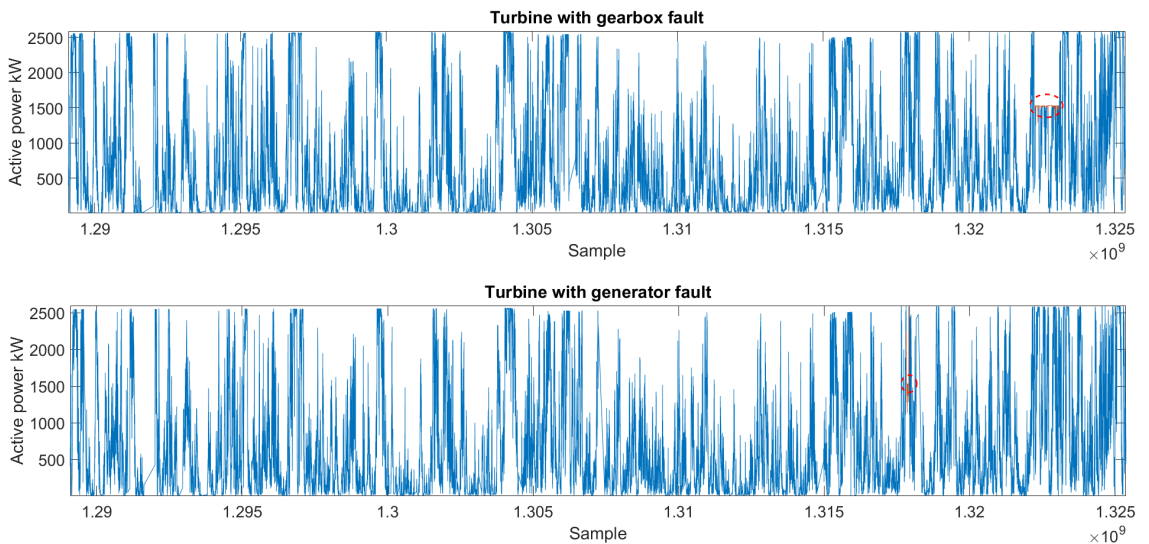 Turbine with gearbox fault
Active power kW
2500
2000
1500
1000
500
1.29 1.295 1.3 1.305 1.31 1.315 1.32 1.325
Sample
×10⁹
Turbine with generator fault
Active power kW
2500
2000
1500
1000
500
1.29 1.295 1.3 1.305 1.31 1.315 1.32 1.325
Sample
×10⁹